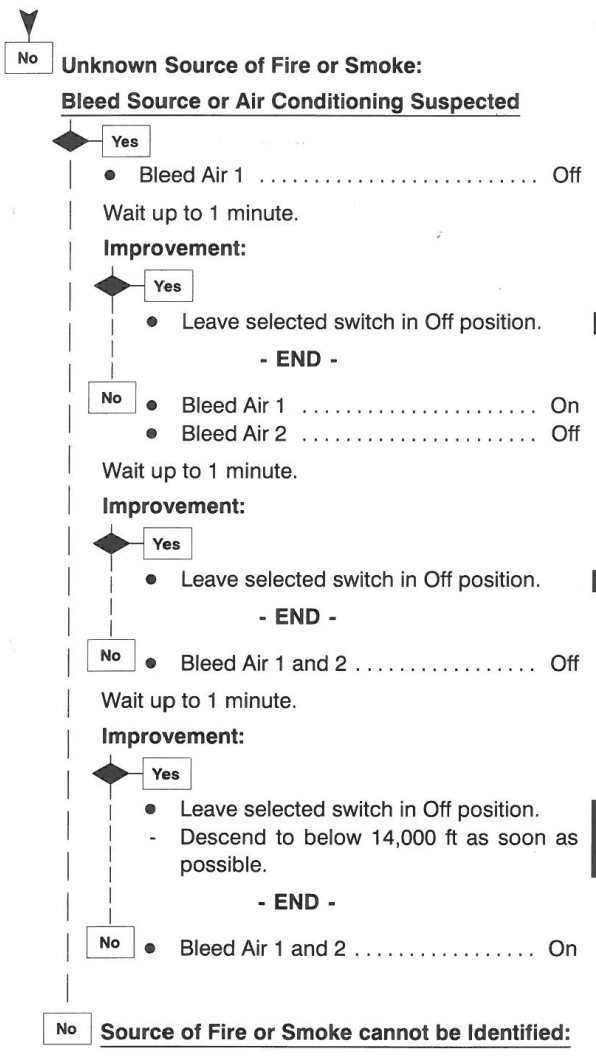 No
Unknown Source of Fire or Smoke:
Bleed Source or Air Conditioning Suspected
Yes
● Bleed Air 1 .......................... Off
Wait up to 1 minute.
Improvement:
Yes
● Leave selected switch in Off position.
- END -
No
● Bleed Air 1 ...................... On
● Bleed Air 2 ...................... Off
Wait up to 1 minute.
Improvement:
Yes
● Leave selected switch in Off position.
- END -
No
● Bleed Air 1 and 2 ................. Off
Wait up to 1 minute.
Improvement:
Yes
● Leave selected switch in Off position.
- Descend to below 14,000 ft as soon as
possible.
- END -
No
● Bleed Air 1 and 2 ................. On
No
Source of Fire or Smoke cannot be Identified: